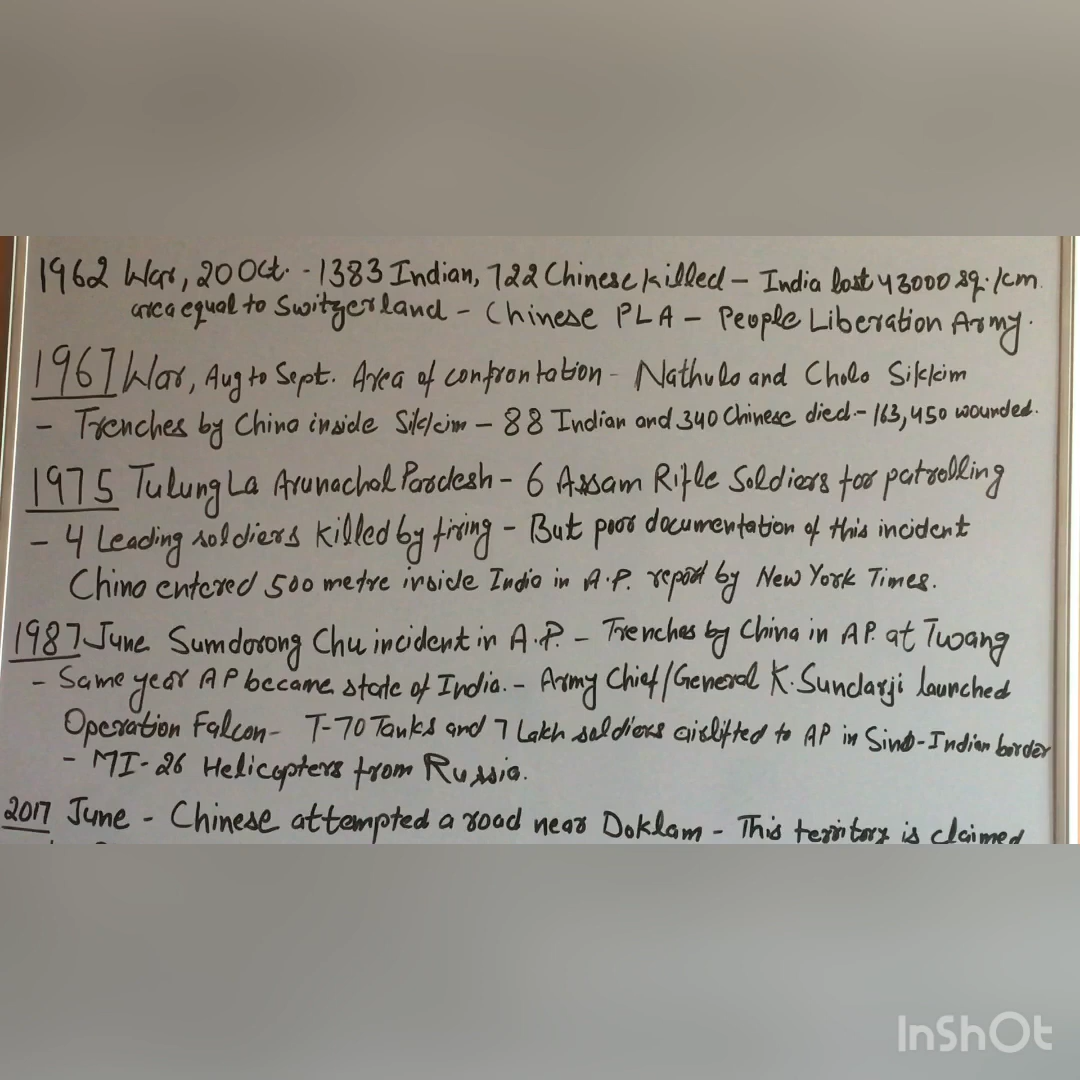 1962 War, 20 Oct. - 1383 Indian, 722 Chinese killed - India lost 43000 sq. km.
area equal to Switzerland - Chinese PLA - People Liberation Army.
1967 War, Aug to Sept. Area of confrontation - Nathula and Chola Sikkim
- Trenches by China inside Sikkim - 88 Indian and 340 Chinese died - 163, 450 wounded.
1975 Tulung La Arunachal Pardesh - 6 Assam Rifle Soldiers for patrolling
- 4 Leading soldiers killed by firing - But poor documentation of this incident
China entered 500 metre inside India in A.P. report by New York Times.
1987 June Sumdorong Chu incident in A.P. - Trenches by China in AP. at Twang
- Same year AP became state of India. - Army Chief/General K. Sundarji launched
Operation Falcon - T-70 Tanks and 7 Lakh soldiers airlifted to AP in Sino-Indian border
- MI-26 Helicopters from Russia.
2017 June - Chinese attempted a road near Doklam - This territory is claimed
InShOt